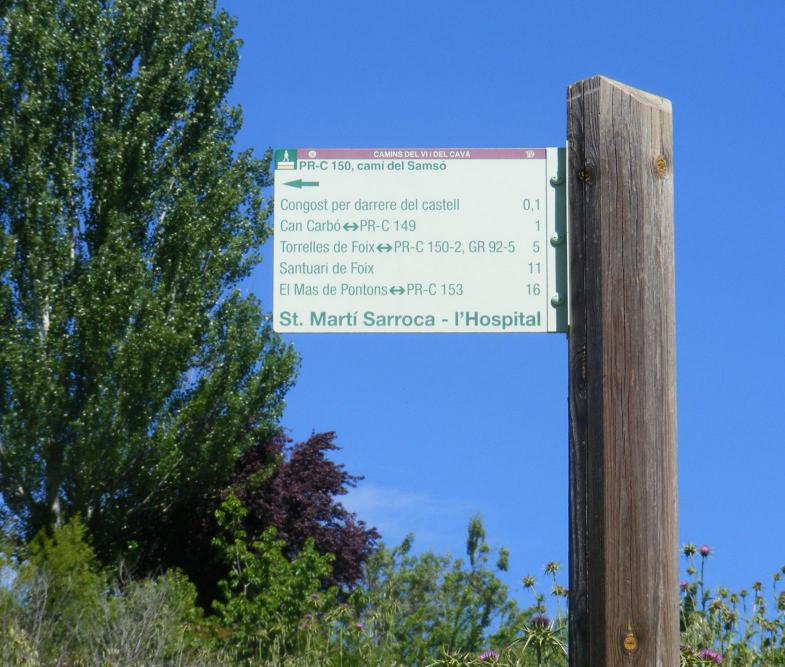 CAMINS DEL VI I DEL CAVA
PR-C 150, camí del Samsó
Congost per darrere del castell 0,1
Can Carbó↔PR-C 149 1
Torrelles de Foix↔PR-C 150-2, GR 92-5 5
Santuari de Foix 11
El Mas de Pontons↔PR-C 153 16
St. Martí Sarroca - l'Hospital